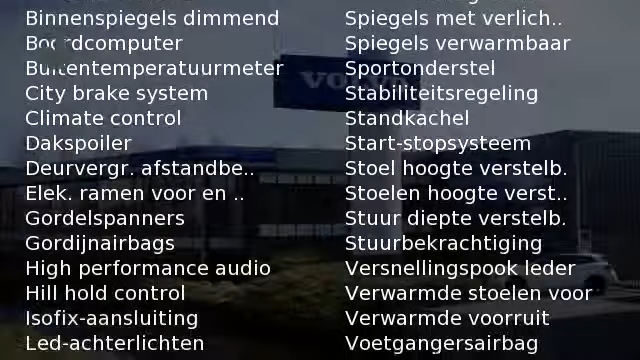 Binnenspiegels dimmend
Boordcomputer
Buitentemperatuurmeter
City brake system
Climate control
Dakspoiler
Deurvergr. afstandbe..
Elek. ramen voor en ..
Gordelspanners
Gordijnairbags
High performance audio
Hill hold control
Isofix-aansluiting
Led-achterlichten
Spiegels met verlich..
Spiegels verwarmbaar
Sportonderstel
Stabiliteitsregeling
Standkachel
Start-stopsysteem
Stoel hoogte verstelb.
Stoelen hoogte verst..
Stuur diepte verstelb.
Stuurbekrachtiging
Versnellingspook leder
Verwarmde stoelen voor
Verwarmde voorruit
Voetgangersairbag